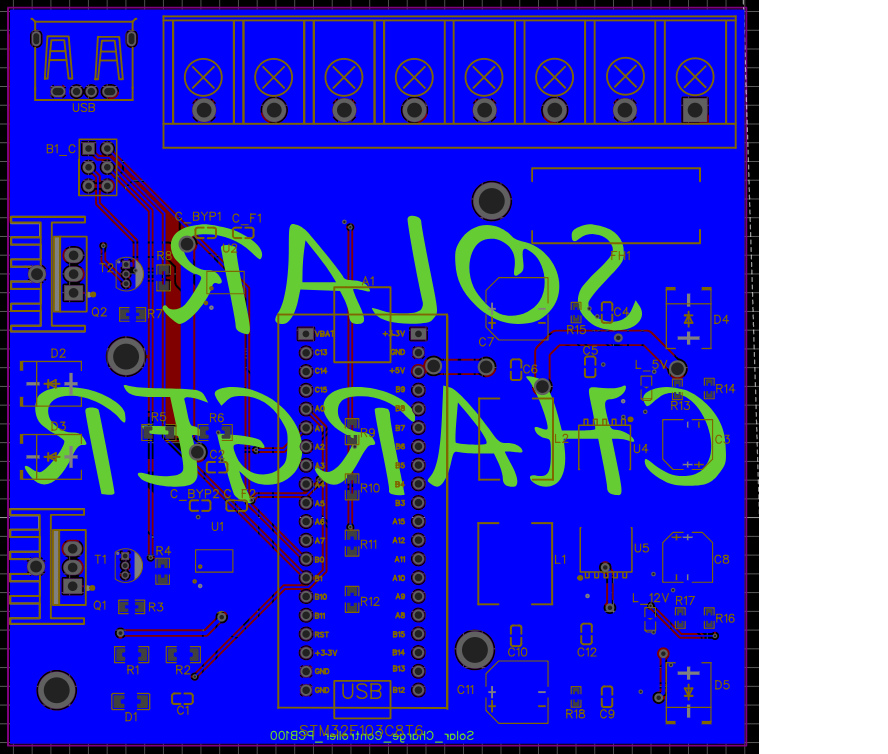 USB
B1_C
C_BYP1 C_F1
U2
T2
R8
A1
FH1
SOLAR
Q2
R7
C7
R15
C4
D4
VBAT
+3.3V
C13
GND
C14
+5V
C15
B9
D2
C6
C5
L_5V
R13
R14
A0
B8
CHARGER
R5
R6
A1
B7
R9
D3
A2
B6
L2
U4
C3
C2
A3
B5
A4
B4
R10
C_BYP2 C_F2
A5
B3
U1
A6
A15
A7
A12
R11
T1
R4
B0
A11
L1
U5
C8
B1
A10
Q1
R3
B10
A9
R12
L_12V
R17
R16
B11
A8
RST
B15
C10
C12
R1
R2
+3.3V
B14
GND
B13
GND
B12
USB
C11
D5
D1
C1
R18
C9
STM32F103C8T6
Solar_Charge_Controller_PCB100